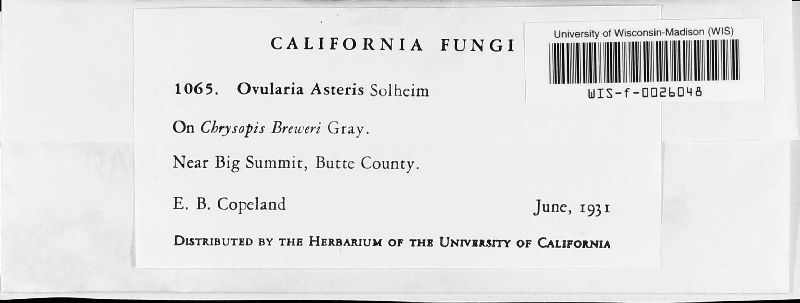 CALIFORNIA FUNGI
University of Wisconsin-Madison (WIS)
WIS-f-0026048
1065. Ovularia Asteris Solheim
On Chrysopis Breweri Gray.
Near Big Summit, Butte County.
E. B. Copeland June, 1931
DISTRIBUTED BY THE HERBARIUM OF THE UNIVERSITY OF CALIFORNIA